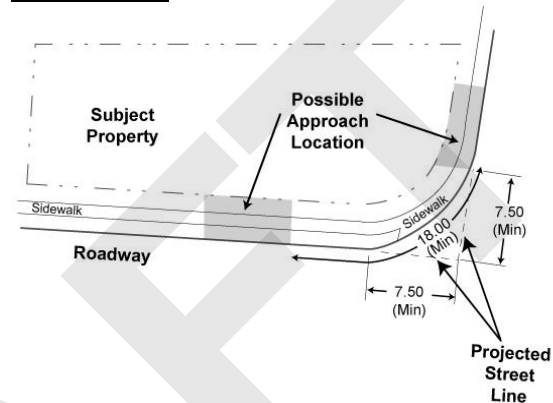 Subject
Property
Possible
Approach
Location
Sidewalk
Roadway
Sidewalk
18.00
(Min)
7.50
(Min)
7.50
(Min)
Projected
Street
Line